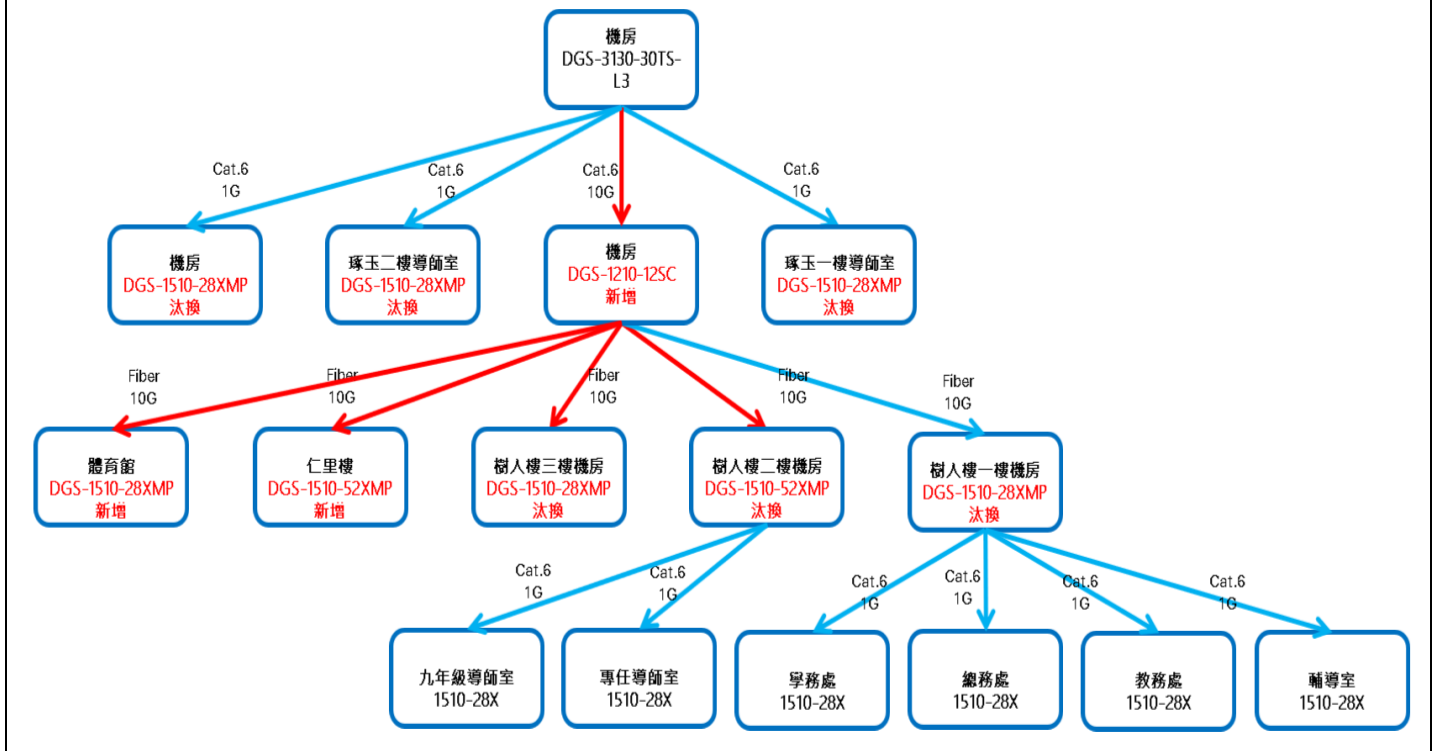 機房
DGS-3130-30TS-
L3
Cat.6
1G
Cat.6
1G
Cat.6
10G
Cat.6
1G
機房
DGS-1510-28XMP
汰換
琢玉二樓導師室
DGS-1510-28XMP
汰換
機房
DGS-1210-12SC
新增
琢玉一樓導師室
DGS-1510-28XMP
汰換
Fiber
10G
Fiber
10G
Fiber
10G
Fiber
10G
Fiber
10G
體育館
DGS-1510-28XMP
新增
仁里樓
DGS-1510-52XMP
新增
樹人樓三樓機房
DGS-1510-28XMP
汰換
樹人樓二樓機房
DGS-1510-52XMP
汰換
樹人樓一樓機房
DGS-1510-28XMP
汰換
Cat.6
1G
Cat.6
1G
Cat.6
1G
Cat.6
1G
Cat.6
1G
Cat.6
1G
九年級導師室
1510-28X
專任導師室
1510-28X
學務處
1510-28X
總務處
1510-28X
教務處
1510-28X
輔導室
1510-28X